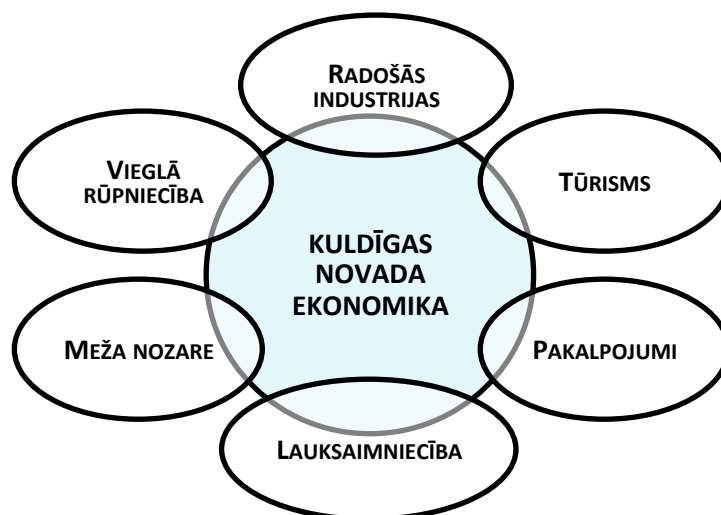 RADOŠĀS
INDUSTRIJAS
VIEGLĀ
RŪPNIECĪBA
TŪRISMS
KULDĪGAS
NOVADA
EKONOMIKA
MEŽA NOZARE
PAKALPOJUMI
LAUKSAIMNIECĪBA